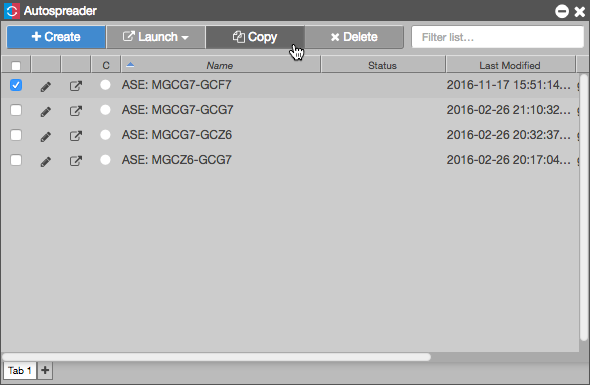 Autospreader
Create Launch Copy Delete Filter list...
C Name Status Last Modified
ASE: MGCG7-GCF7 2016-11-17 15:51:14...
ASE: MGCG7-GCG7 2016-02-26 21:10:32...
ASE: MGCG7-GCZ6 2016-02-26 20:32:37...
ASE: MGCZ6-GCG7 2016-02-26 20:17:04...
Tab 1 +